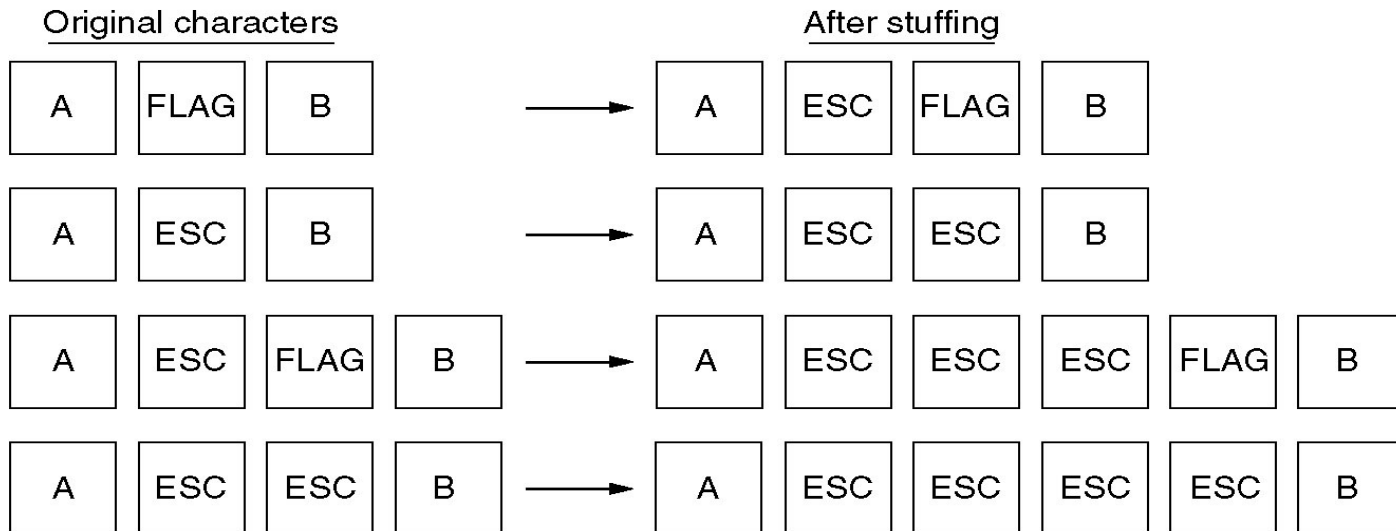 Original characters After stuffing
A FLAG B A ESC FLAG B
A ESC B A ESC ESC B
A ESC FLAG B A ESC ESC ESC FLAG B
A ESC ESC B A ESC ESC ESC ESC B